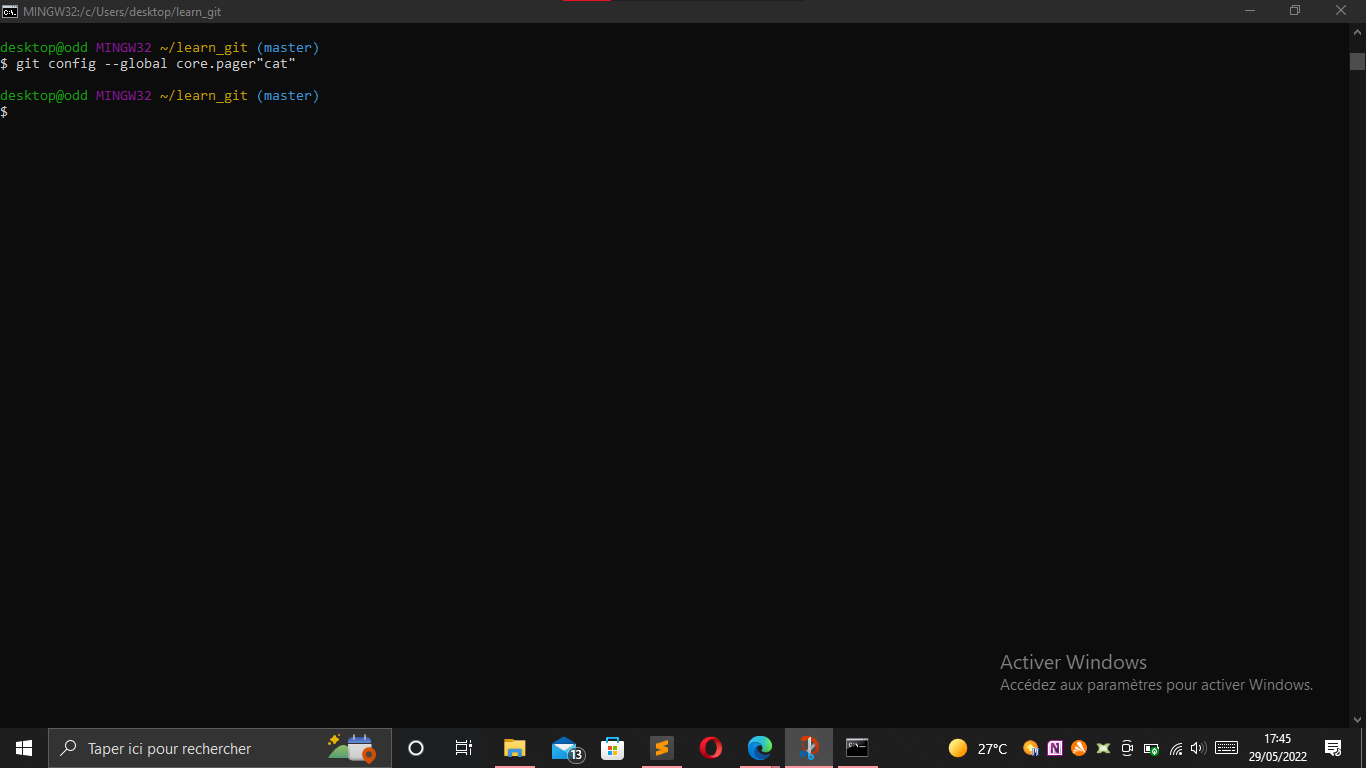 MINGW32:/c/Users/desktop/learn_git
desktop@odd MINGW32 ~/learn_git (master)
$ git config --global core.pager"cat"
desktop@odd MINGW32 ~/learn_git (master)
$
Activer Windows
Accédez aux paramètres pour activer Windows.
Taper ici pour rechercher
13
27°C
17:45
29/05/2022